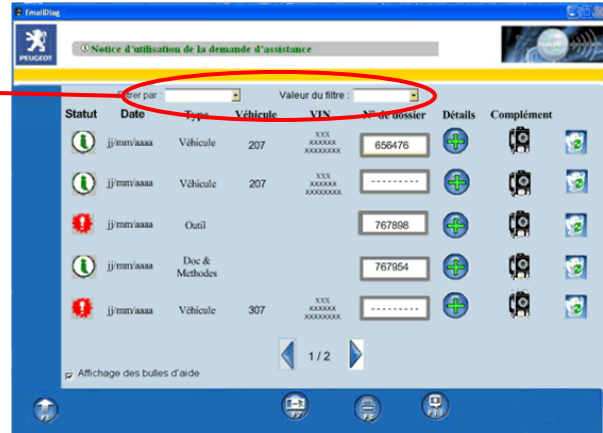 EmailDiag
PEUGEOT
Notice d'utilisation de la demande d'assistance
Filtrer par :
Valeur du filtre :
Statut Date Type Véhicule VIN N° de dossier Détails Complément
jj/mm/aaaa Véhicule 207 XXX XXXXXX XXXXXXXX 656476
jj/mm/aaaa Véhicule 207 XXX XXXXXX XXXXXXXX ---------
jj/mm/aaaa Outil 767898
jj/mm/aaaa Doc & Methodes 767954
jj/mm/aaaa Véhicule 307 XXX XXXXXX XXXXXXXX ---------
1 / 2
Affichage des bulles d'aide